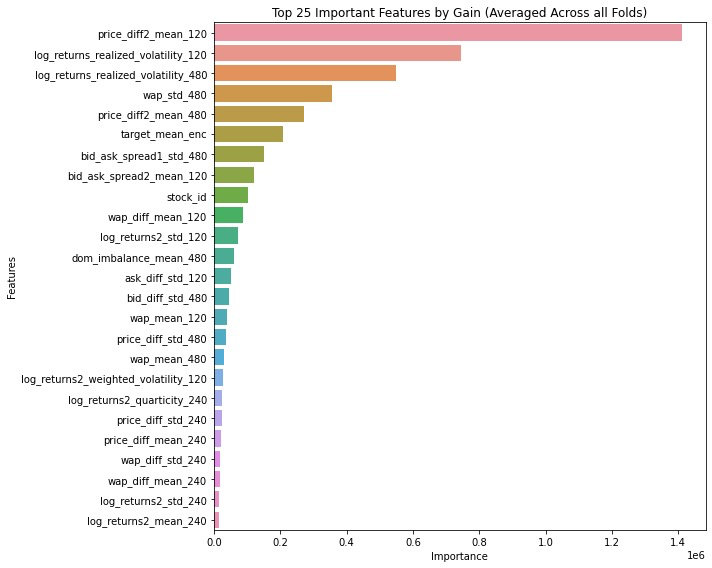 Top 25 Important Features by Gain (Averaged Across all Folds)
price_diff2_mean_120
log_returns_realized_volatility_120
log_returns_realized_volatility_480
wap_std_480
price_diff2_mean_480
target_mean_enc
bid_ask_spread1_std_480
bid_ask_spread2_mean_120
stock_id
wap_diff_mean_120
log_returns2_std_120
dom_imbalance_mean_480
ask_diff_std_120
bid_diff_std_480
wap_mean_120
price_diff_std_480
wap_mean_480
log_returns2_weighted_volatility_120
log_returns2_quarticity_240
price_diff_std_240
price_diff_mean_240
wap_diff_std_240
wap_diff_mean_240
log_returns2_std_240
log_returns2_mean_240
Features
0.0 0.2 0.4 0.6 0.8 1.0 1.2 1.4
1e6
Importance